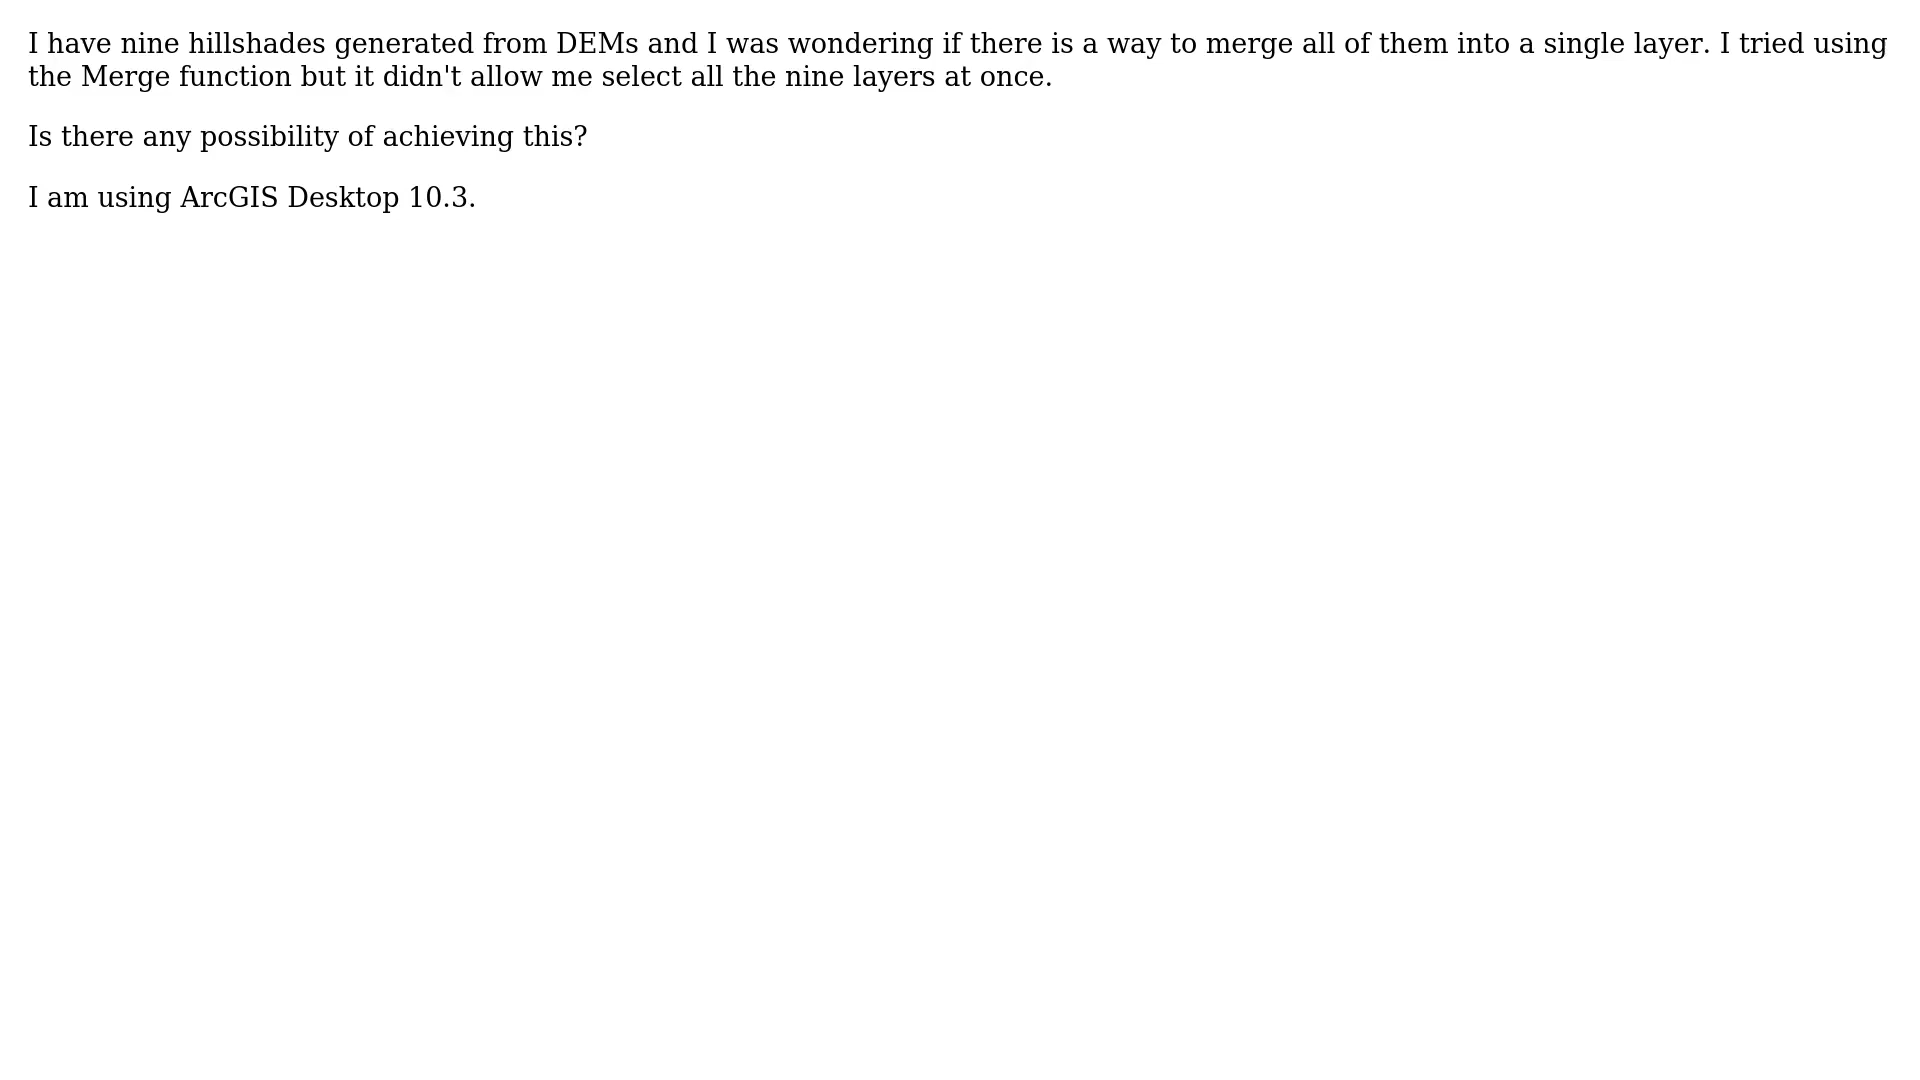 I have nine hillshades generated from DEMs and I was wondering if there is a way to merge all of them into a single layer. I tried using
the Merge function but it didn't allow me select all the nine layers at once.
Is there any possibility of achieving this?
I am using ArcGIS Desktop 10.3.